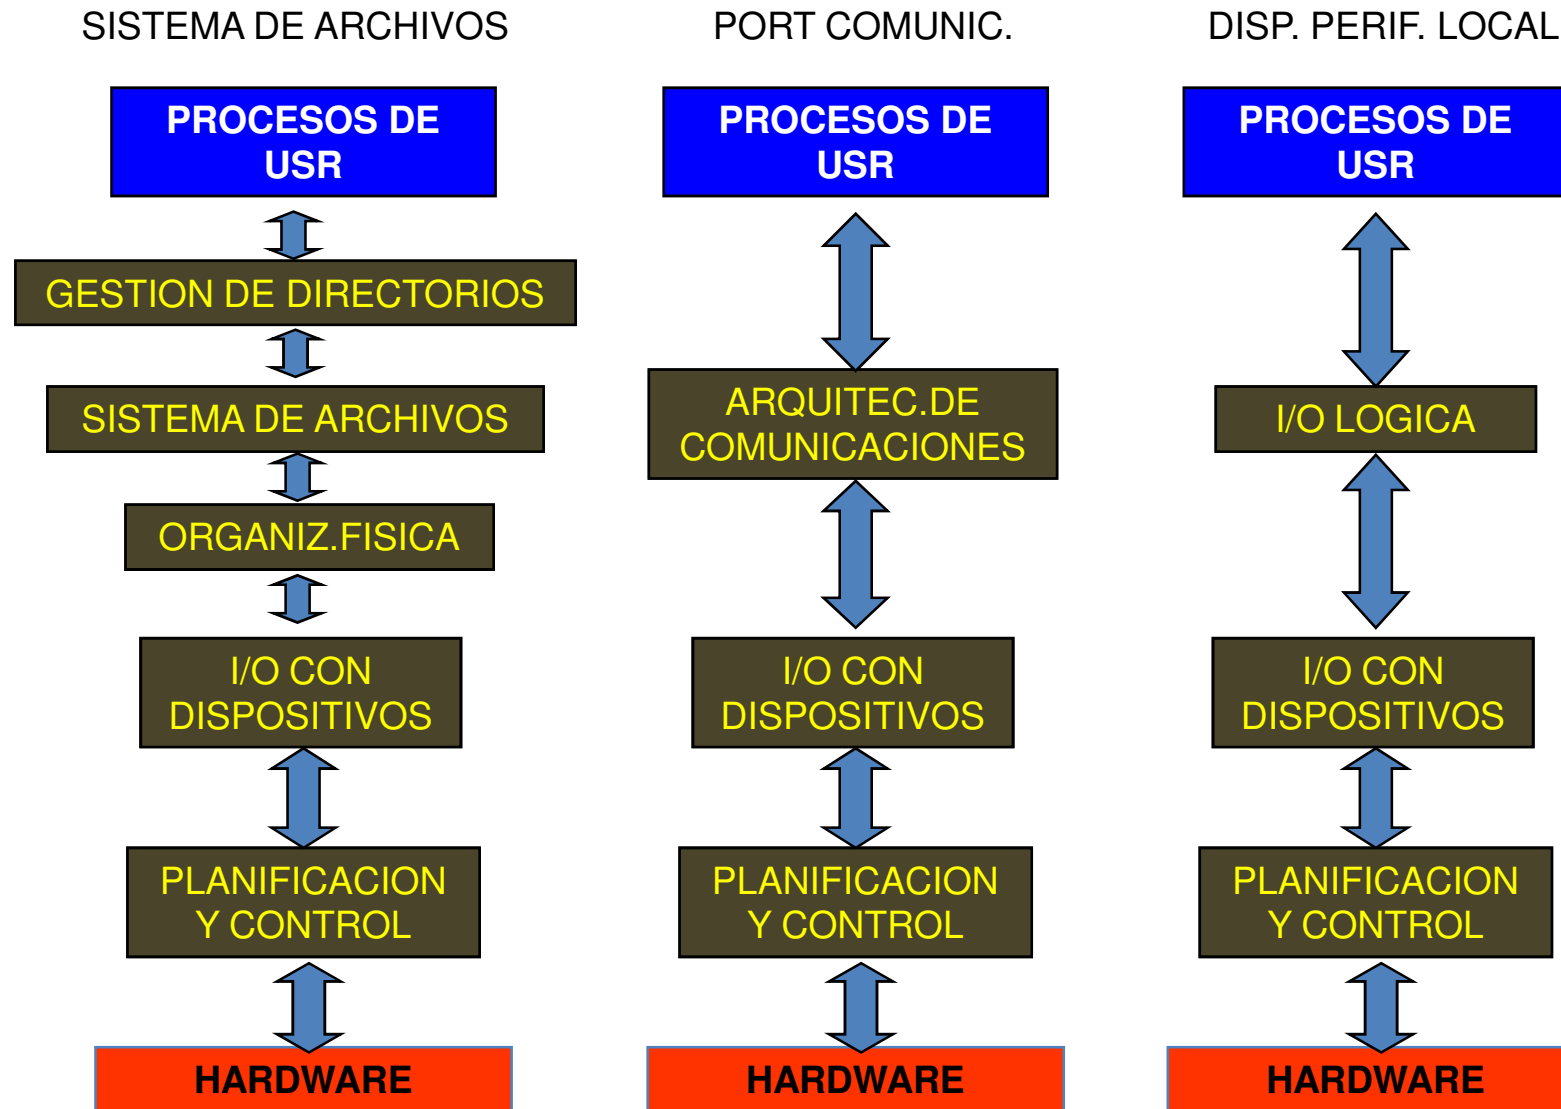 SISTEMA DE ARCHIVOS
PROCESOS DE
USR
GESTION DE DIRECTORIOS
SISTEMA DE ARCHIVOS
ORGANIZ.FISICA
I/O CON
DISPOSITIVOS
PLANIFICACION
Y CONTROL
HARDWARE
PORT COMUNIC.
PROCESOS DE
USR
ARQUITEC.DE
COMUNICACIONES
I/O CON
DISPOSITIVOS
PLANIFICACION
Y CONTROL
HARDWARE
DISP. PERIF. LOCAL
PROCESOS DE
USR
I/O LOGICA
I/O CON
DISPOSITIVOS
PLANIFICACION
Y CONTROL
HARDWARE